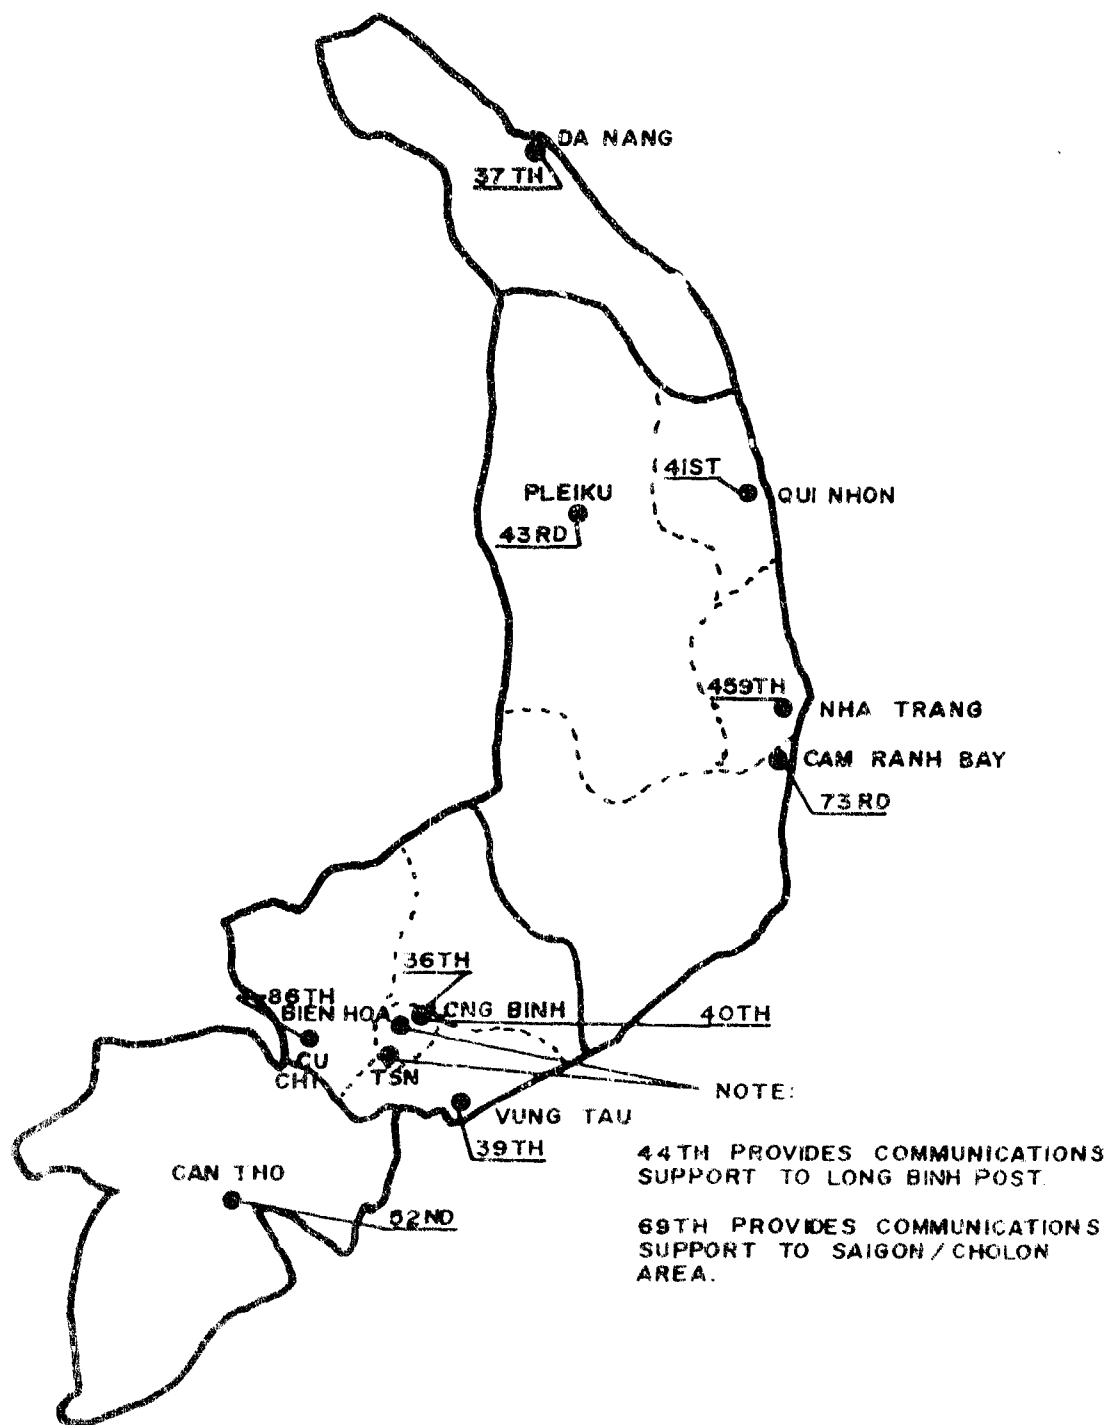 DA NANG
37TH
41ST
PLEIKU
QUI NHON
43RD
459TH
NHA TRANG
CAM RANH BAY
73RD
36TH
86TH
BIEN HOA
LONG BINH
40TH
CU
CHI
TSN
NOTE:
VUNG TAU
39TH
44TH PROVIDES COMMUNICATIONS
SUPPORT TO LONG BINH POST.
CAN THO
52ND
69TH PROVIDES COMMUNICATIONS
SUPPORT TO SAIGON / CHOLON
AREA.